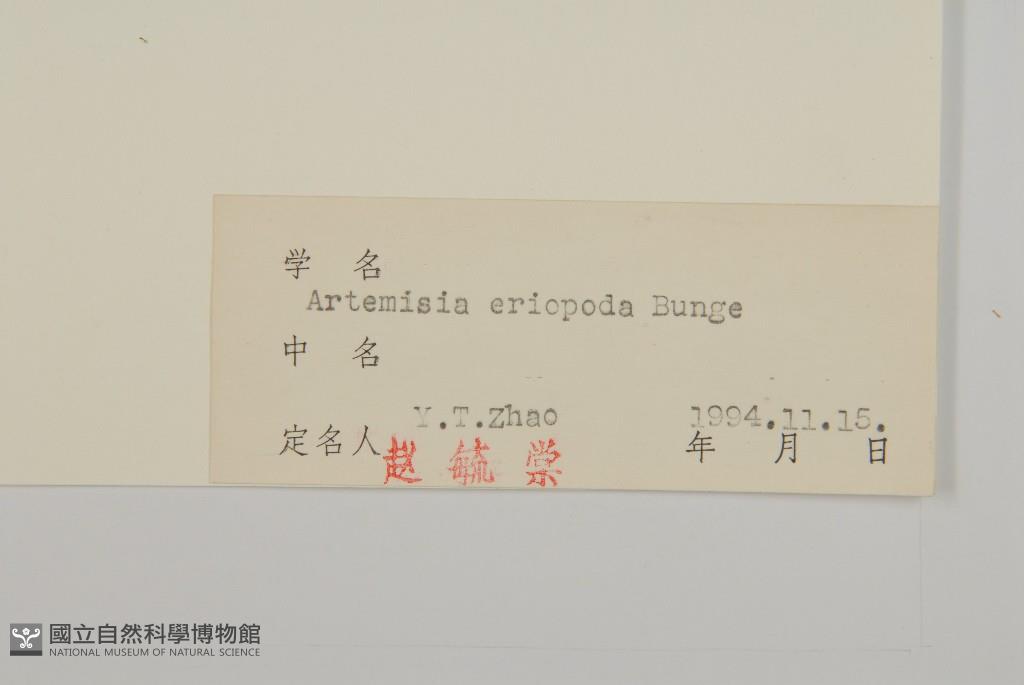 学 名
Artemisia eriopoda Bunge
中 名
Y.T.Zhao 1994.11.15.
定名人 年 月 日
赵 毓 棠
國立自然科學博物館
NATIONAL MUSEUM OF NATURAL SCIENCE